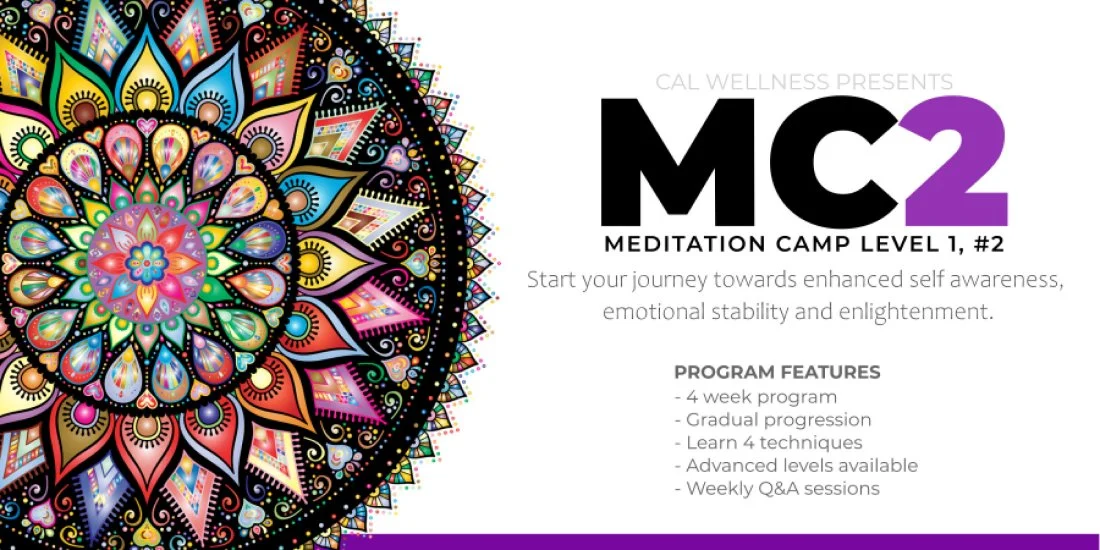 CAL WELLNESS PRESENTS
MC2
MEDITATION CAMP LEVEL 1, #2
Start your journey towards enhanced self awareness,
emotional stability and enlightenment.
PROGRAM FEATURES
- 4 week program
- Gradual progression
- Learn 4 techniques
- Advanced levels available
- Weekly Q&A sessions